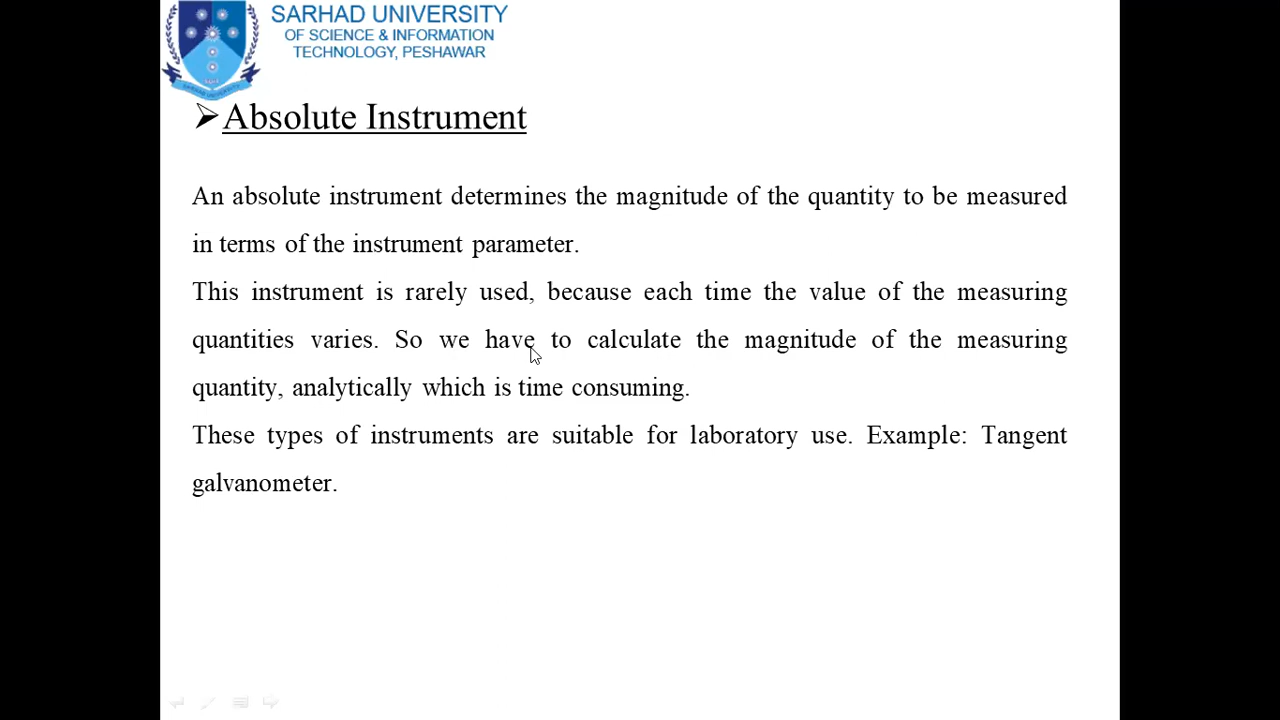 SARHAD UNIVERSITY
OF SCIENCE & INFORMATION
TECHNOLOGY, PESHAWAR
SARHAD UNIVERSITY
➢Absolute Instrument
An absolute instrument determines the magnitude of the quantity to be measured
in terms of the instrument parameter.
This instrument is rarely used, because each time the value of the measuring
quantities varies. So we have to calculate the magnitude of the measuring
quantity, analytically which is time consuming.
These types of instruments are suitable for laboratory use. Example: Tangent
galvanometer.